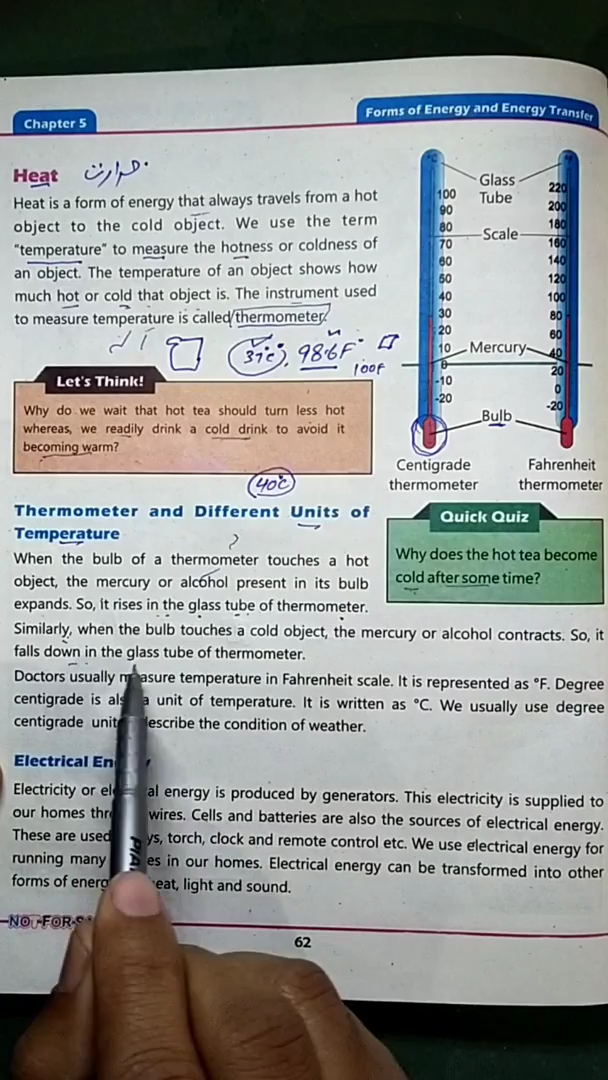 Chapter 5
Forms of Energy and Energy Transfer
Heat حرارت
Heat is a form of energy that always travels from a hot
object to the cold object. We use the term
"temperature" to measure the hotness or coldness of
an object. The temperature of an object shows how
much hot or cold that object is. The instrument used
to measure temperature is called thermometer.
37°C, 98.6F°
100F
°C
100
90
80
70
60
50
40
30
20
10
0
-10
-20
Glass
Tube
Scale
Mercury
Bulb
°F
220
200
180
160
140
120
100
80
60
40
20
0
-20
Centigrade
thermometer
Fahrenheit
thermometer
Let's Think!
Why do we wait that hot tea should turn less hot
whereas, we readily drink a cold drink to avoid it
becoming warm?
40°C
Thermometer and Different Units of
Temperature
When the bulb of a thermometer touches a hot
object, the mercury or alcohol present in its bulb
expands. So, it rises in the glass tube of thermometer.
Similarly, when the bulb touches a cold object, the mercury or alcohol contracts. So, it
falls down in the glass tube of thermometer.
Quick Quiz
Why does the hot tea become
cold after some time?
Doctors usually measure temperature in Fahrenheit scale. It is represented as °F. Degree
centigrade is also a unit of temperature. It is written as °C. We usually use degree
centigrade unit describe the condition of weather.
Electrical En
Electricity or el al energy is produced by generators. This electricity is supplied to
our homes thr wires. Cells and batteries are also the sources of electrical energy.
These are used ys, torch, clock and remote control etc. We use electrical energy for
running many es in our homes. Electrical energy can be transformed into other
forms of energ eat, light and sound.
NOT FOR S
62